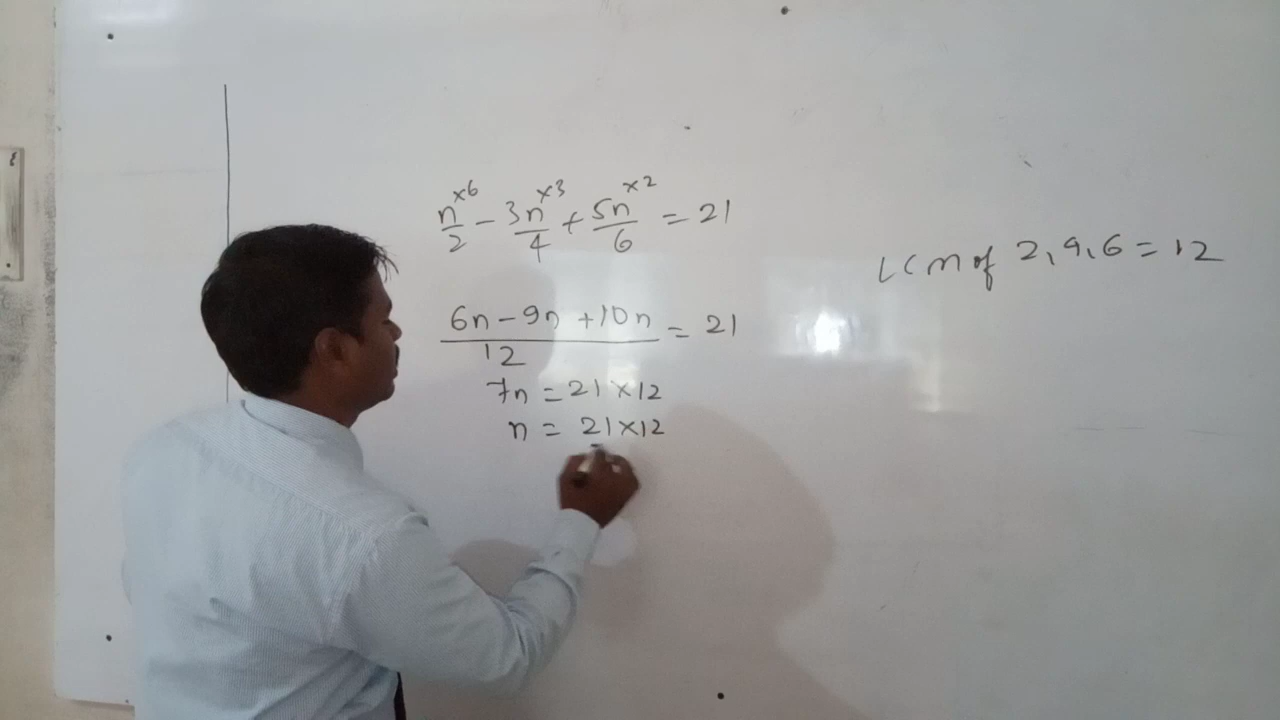 n/2 ×6 - 3n/4 ×3 + 5n/6 ×2 = 21
LCM of 2,4,6 = 12
6n - 9n + 10n / 12 = 21
7n = 21 × 12
n = 21 × 12